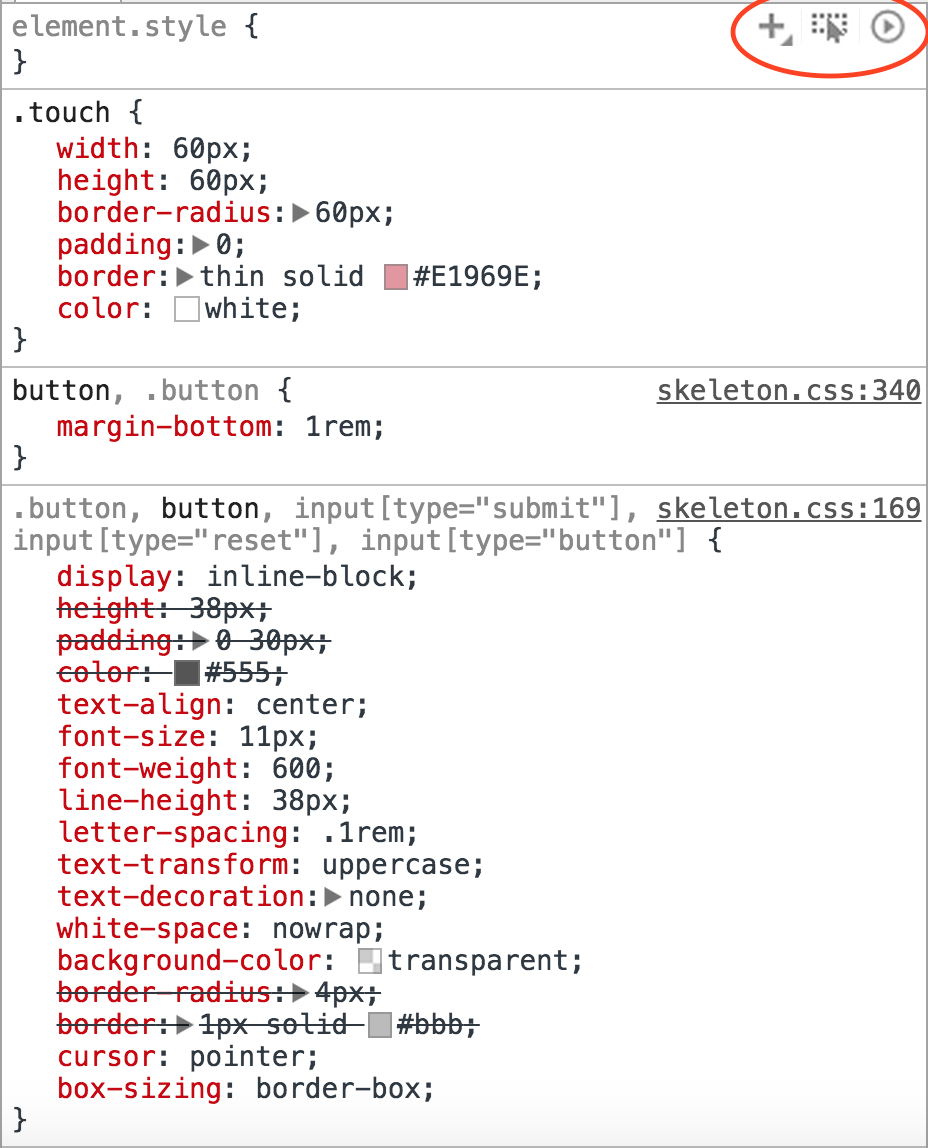 element.style {
}
.touch {
width: 60px;
height: 60px;
border-radius: 60px;
padding: 0;
border: thin solid #E1969E;
color: white;
}
button, .button { skeleton.css:340
margin-bottom: 1rem;
}
.button, button, input[type="submit"], skeleton.css:169
input[type="reset"], input[type="button"] {
display: inline-block;
height: 38px;
padding: 0 30px;
color: #555;
text-align: center;
font-size: 11px;
font-weight: 600;
line-height: 38px;
letter-spacing: .1rem;
text-transform: uppercase;
text-decoration: none;
white-space: nowrap;
background-color: transparent;
border-radius: 4px;
border: 1px solid #bbb;
cursor: pointer;
box-sizing: border-box;
}